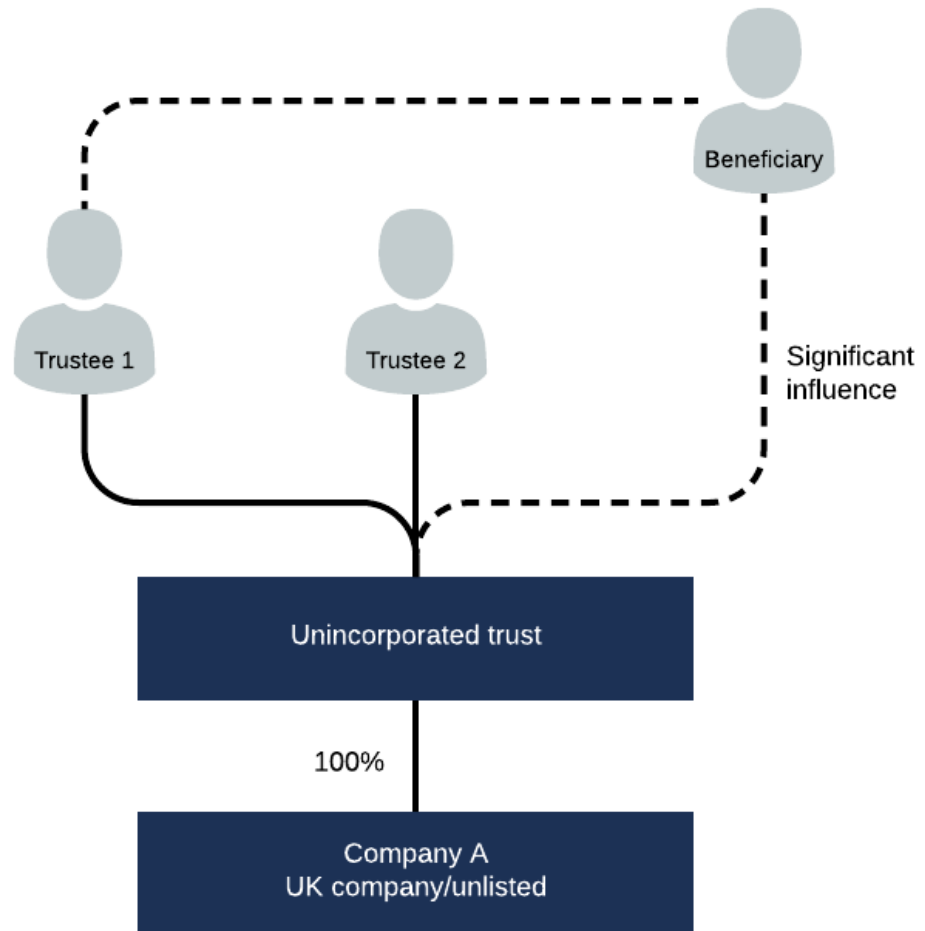 Beneficiary
Trustee 1
Trustee 2
Significant
influence
Unincorporated trust
100%
Company A
UK company/unlisted